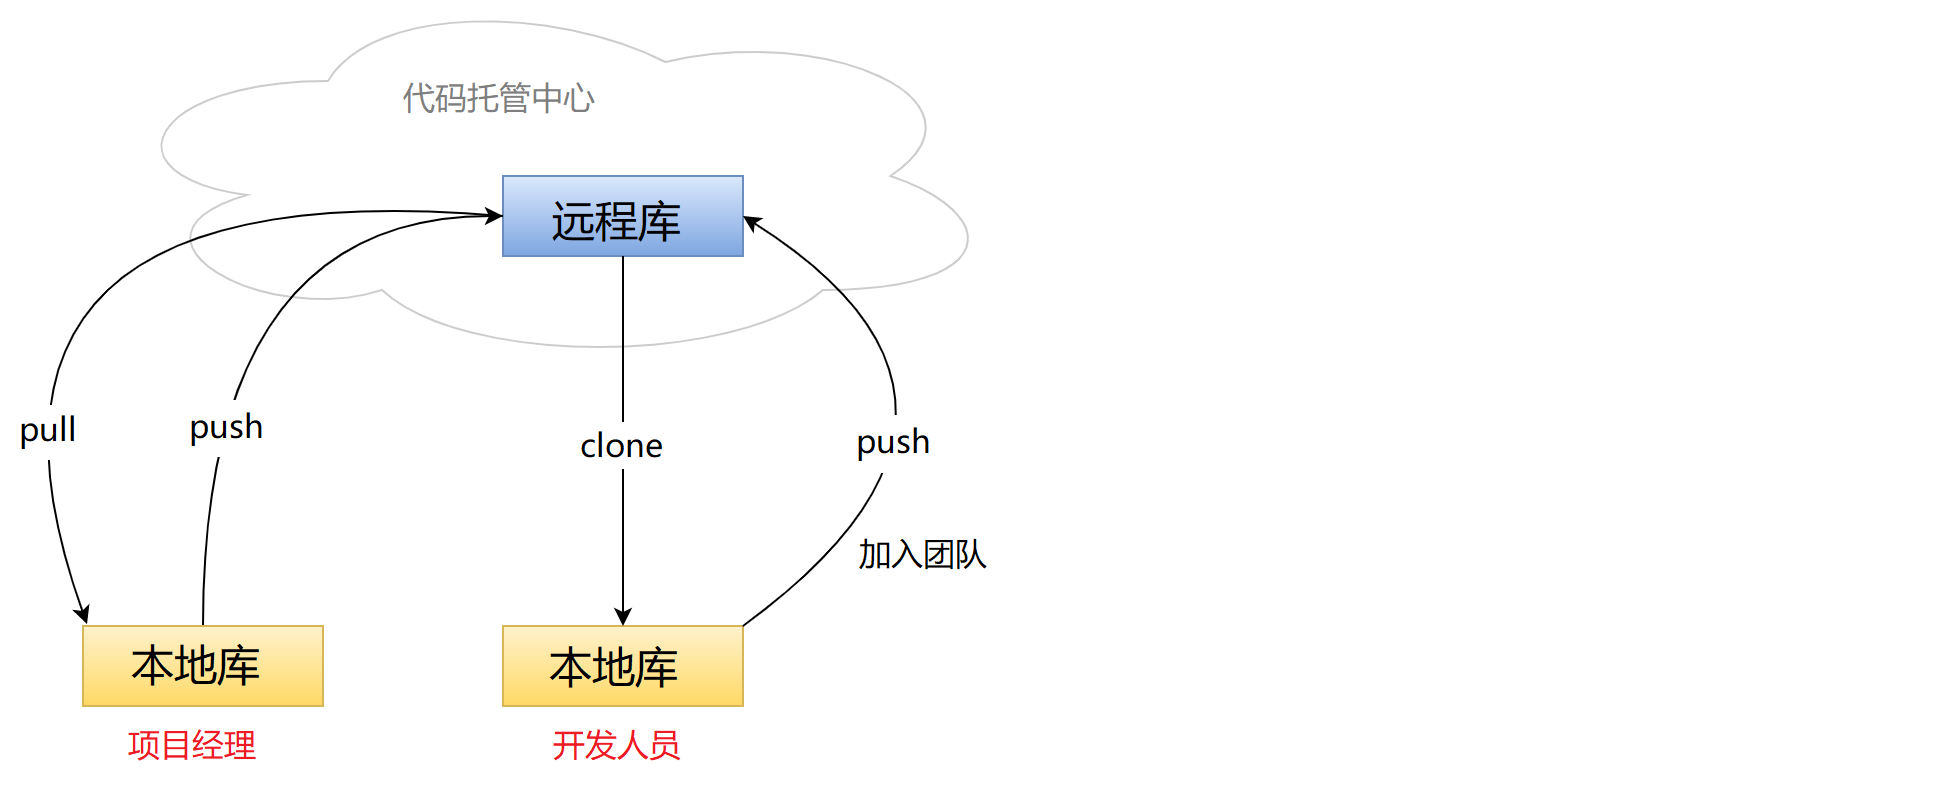 代码托管中心
远程库
pull
push
clone
push
加入团队
本地库
本地库
项目经理
开发人员